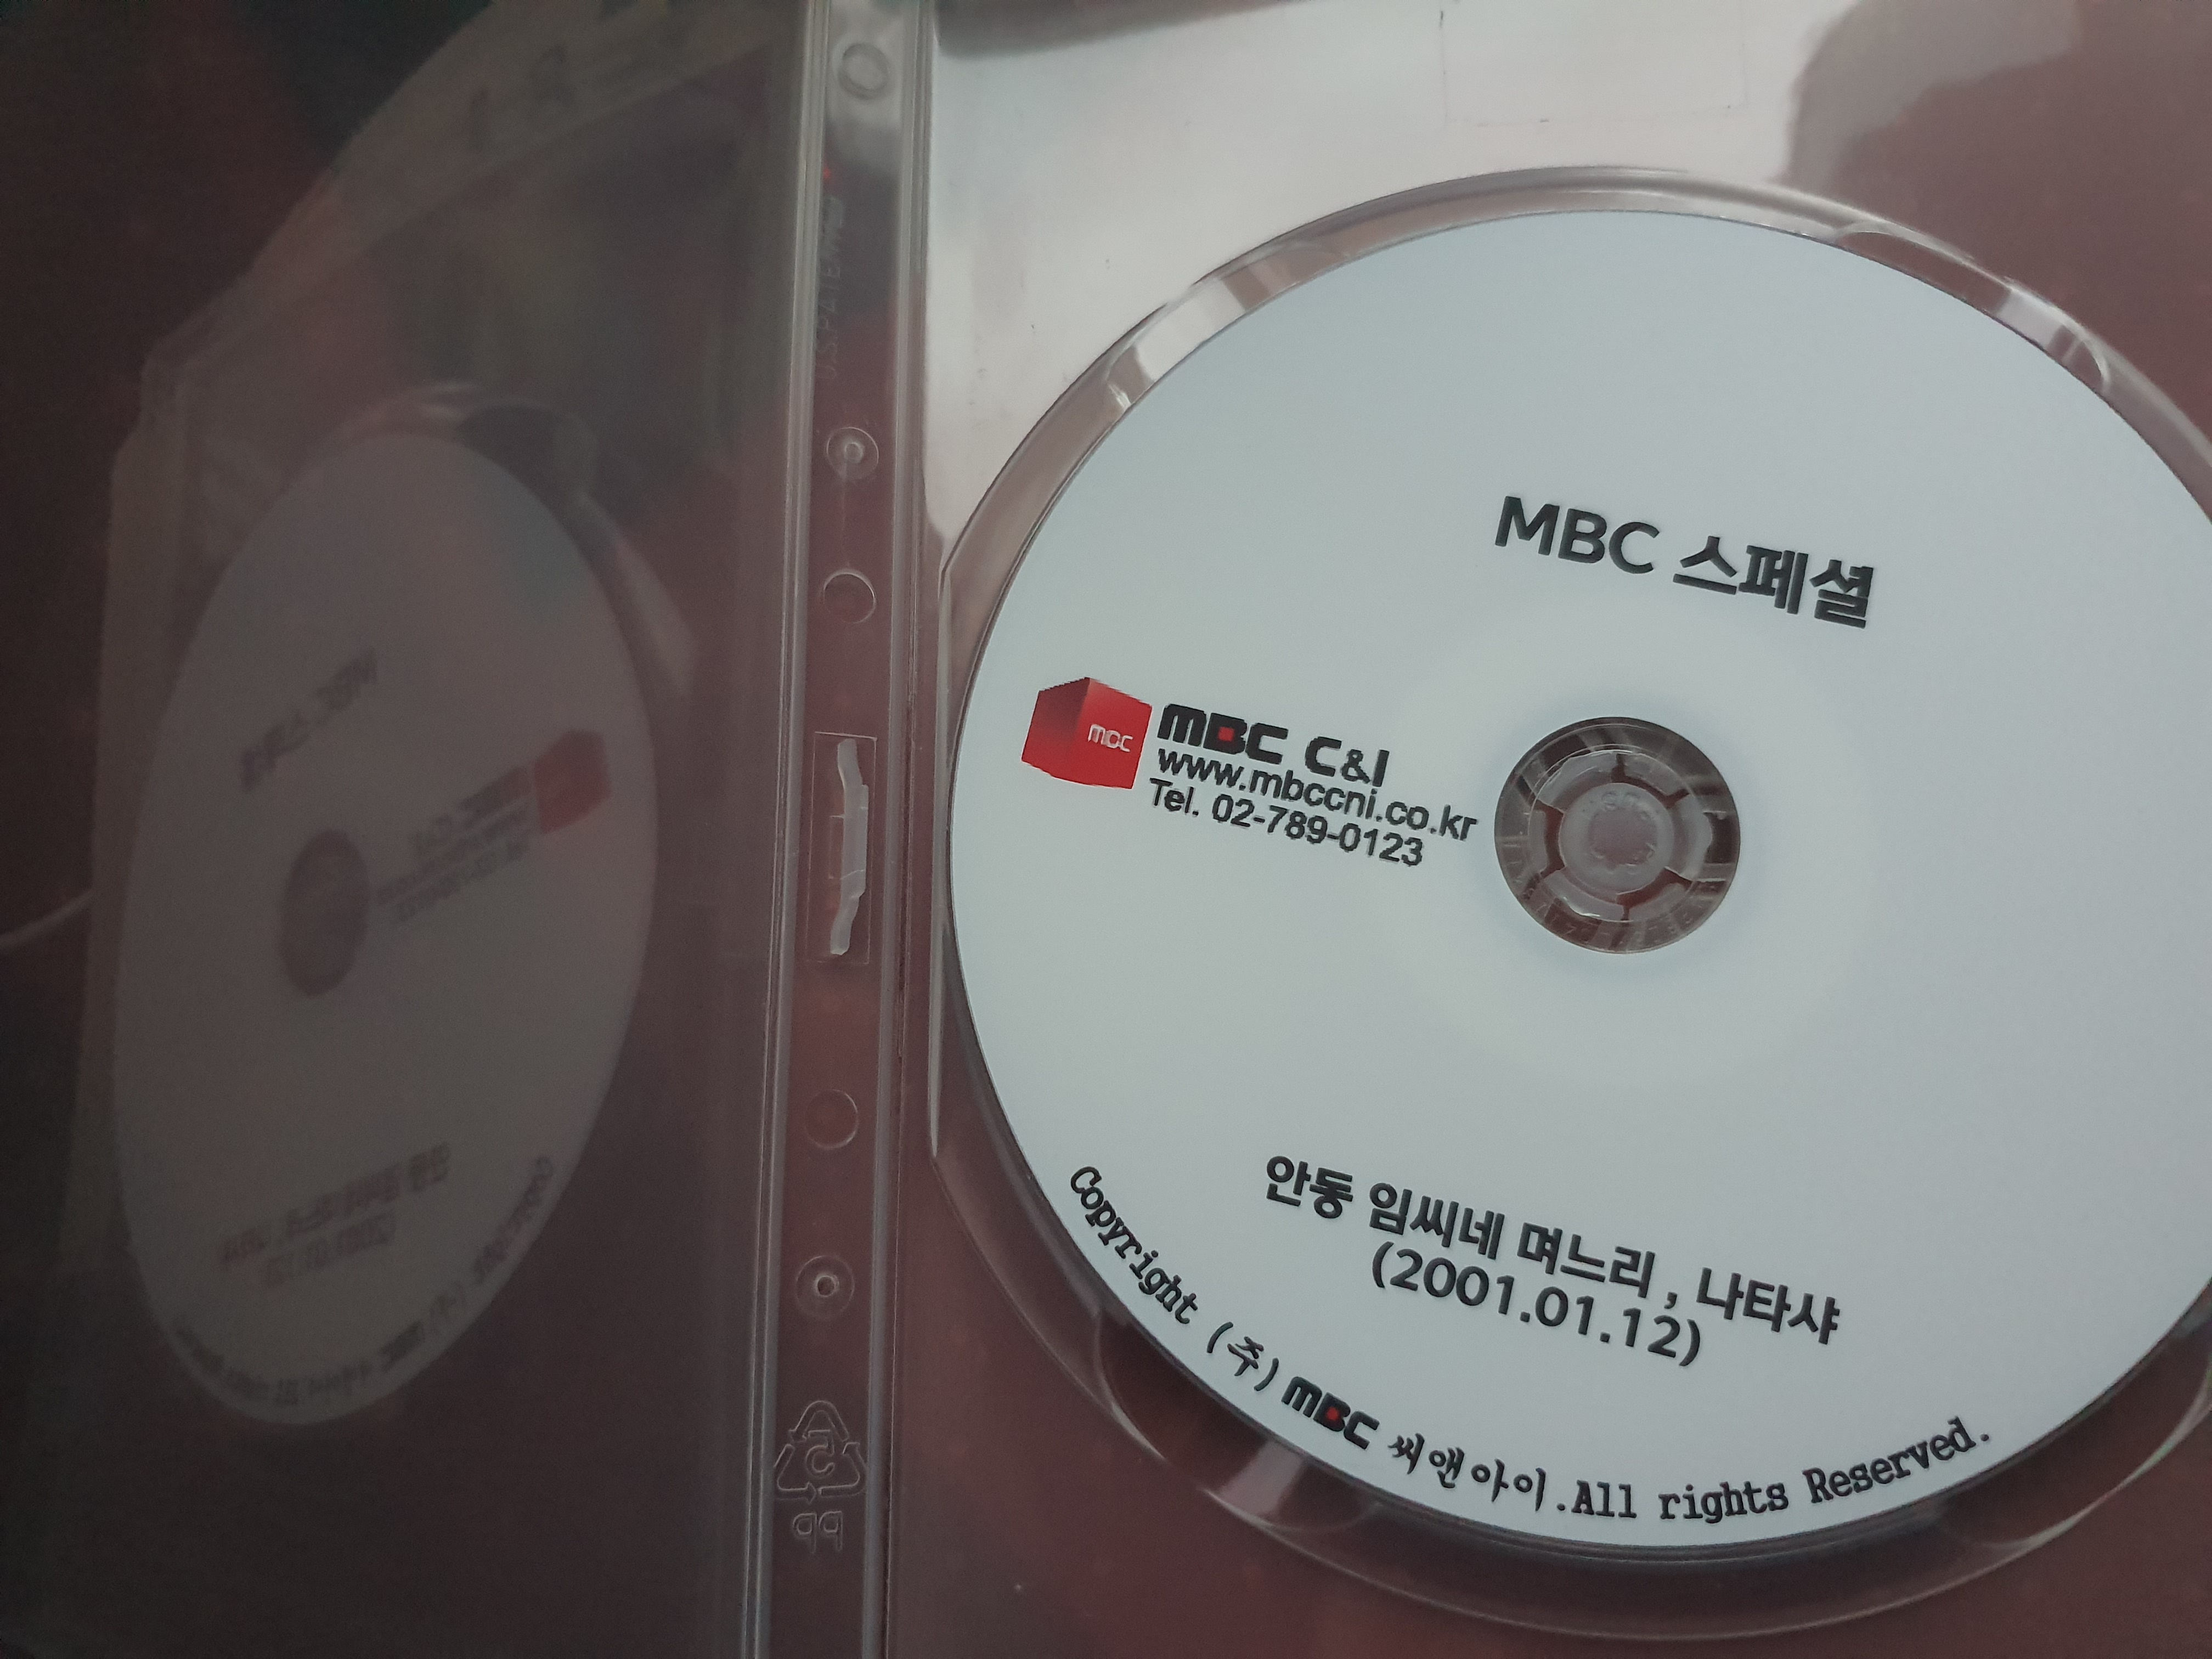 MBC 스페셜
mbc
MBC C&I
www.mbccni.co.kr
Tel. 02-789-0123
안동 임씨네 며느리 , 나타샤
(2001.01.12)
Copyright (주) MBC 씨앤아이.All rights Reserved.
5
PP